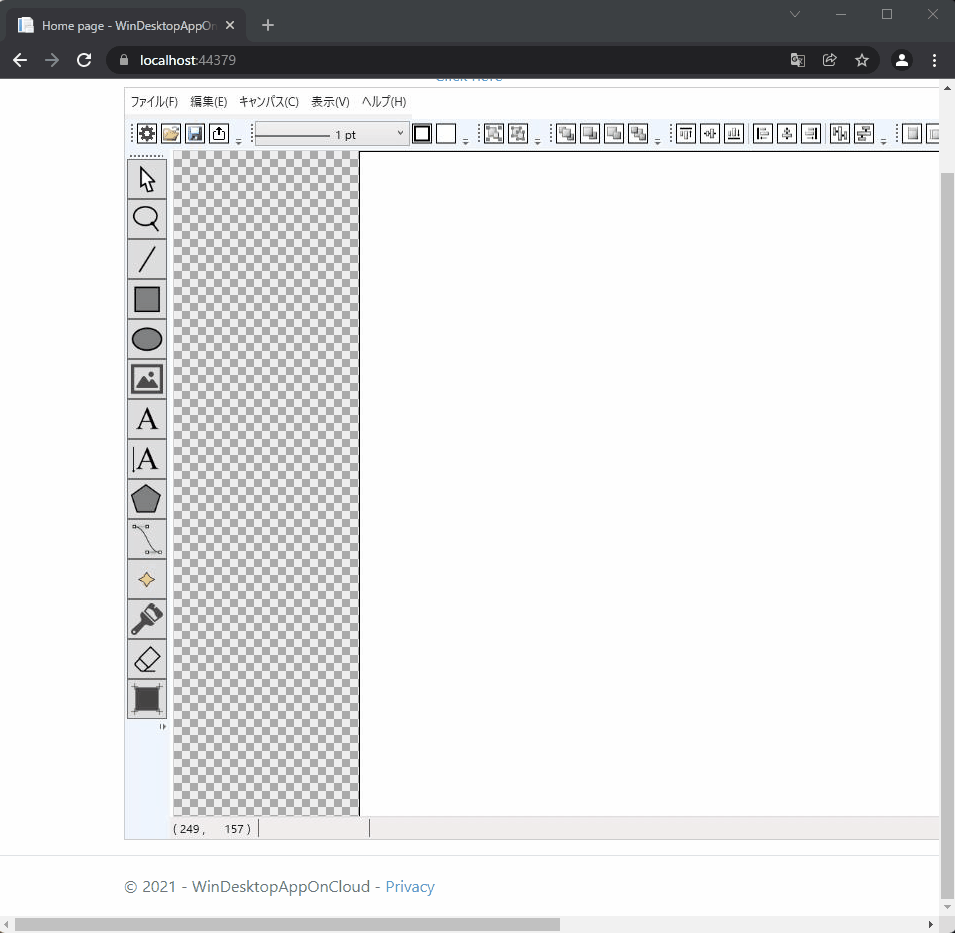 Home page - WinDesktopAppOn
localhost:44379
Click Here
ファイル(F) 編集(E) キャンバス(C) 表示(V) ヘルプ(H)
1 pt
A
A
(249 , 157 )
© 2021 - WinDesktopAppOnCloud - Privacy